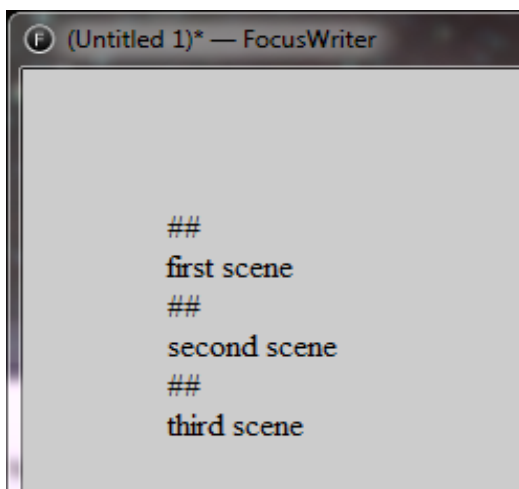 F (Untitled 1)* — FocusWriter
##
first scene
##
second scene
##
third scene